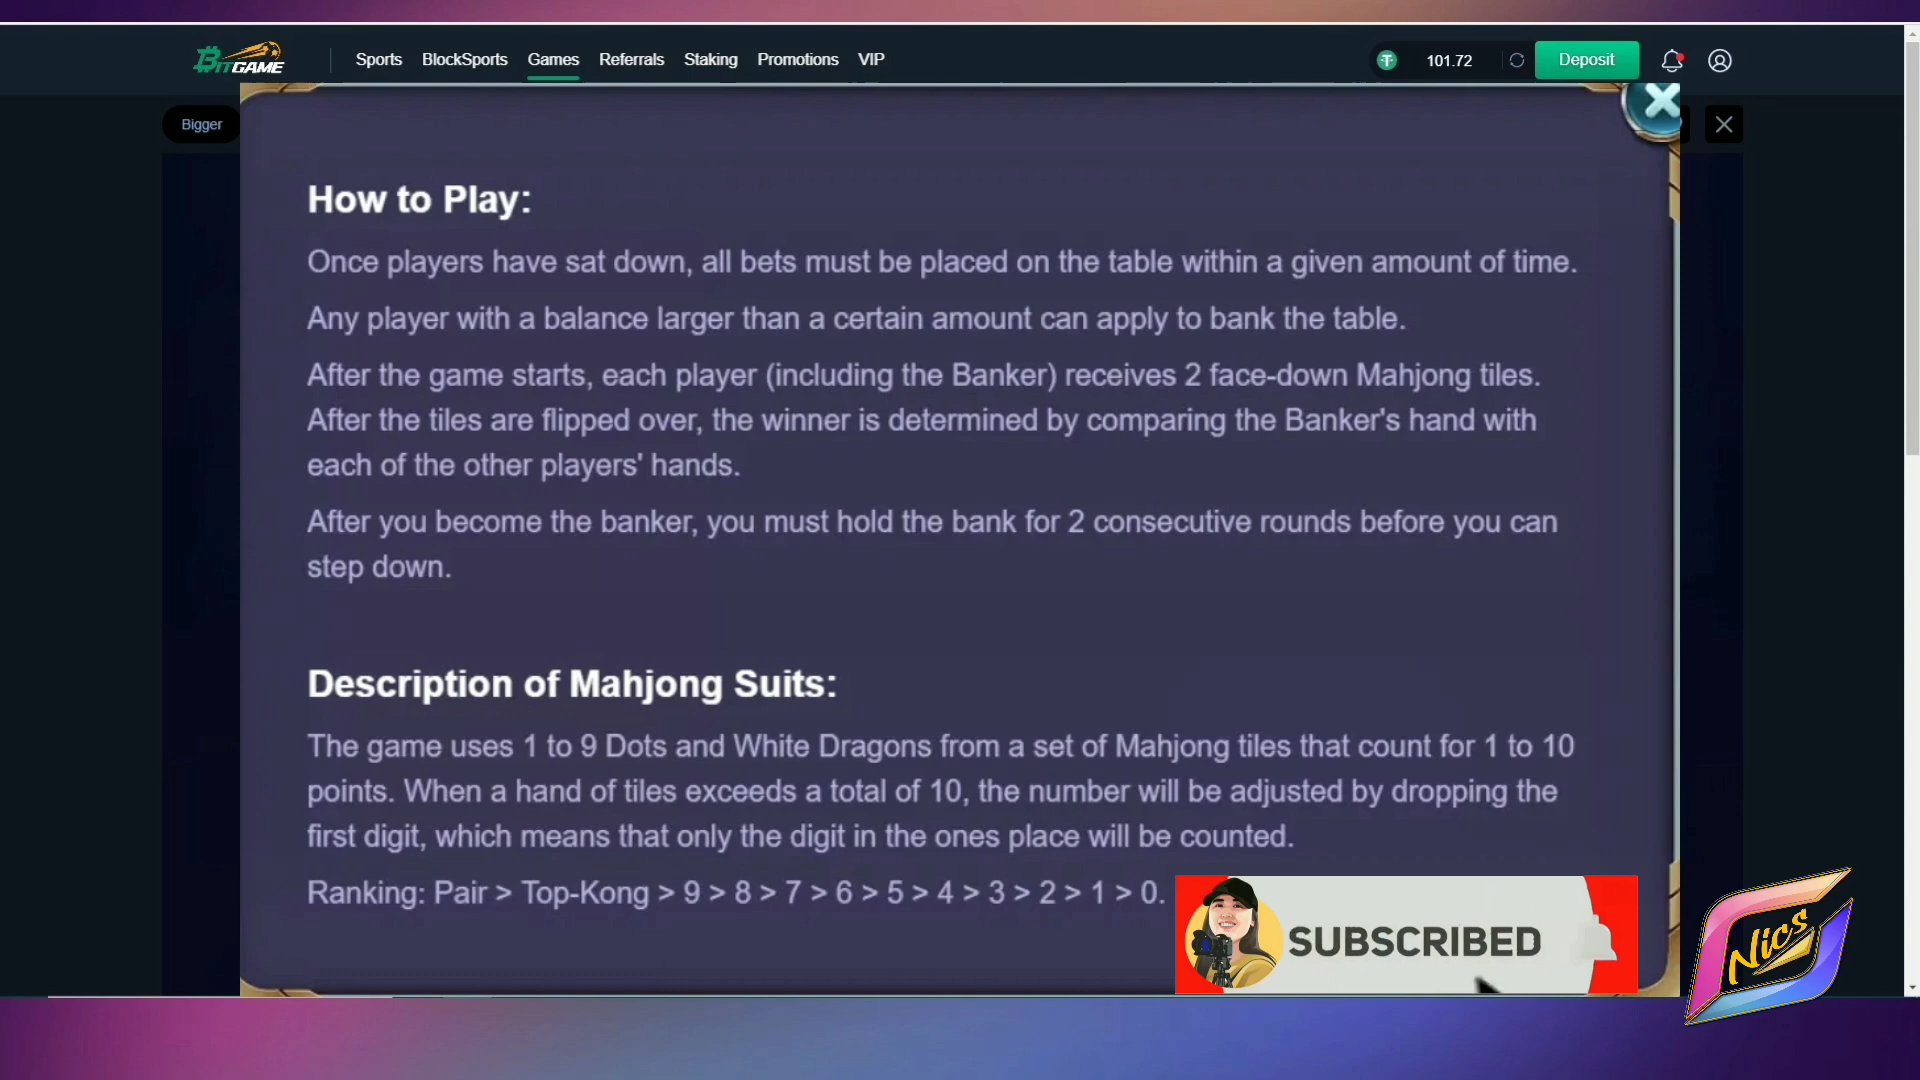 BITGAME
Sports BlockSports Games Referrals Staking Promotions VIP
101.72
Deposit
Bigger
How to Play:
Once players have sat down, all bets must be placed on the table within a given amount of time.
Any player with a balance larger than a certain amount can apply to bank the table.
After the game starts, each player (including the Banker) receives 2 face-down Mahjong tiles.
After the tiles are flipped over, the winner is determined by comparing the Banker's hand with
each of the other players' hands.
After you become the banker, you must hold the bank for 2 consecutive rounds before you can
step down.
Description of Mahjong Suits:
The game uses 1 to 9 Dots and White Dragons from a set of Mahjong tiles that count for 1 to 10
points. When a hand of tiles exceeds a total of 10, the number will be adjusted by dropping the
first digit, which means that only the digit in the ones place will be counted.
Ranking: Pair > Top-Kong > 9 > 8 > 7 > 6 > 5 > 4 > 3 > 2 > 1 > 0.
SUBSCRIBED
Nics